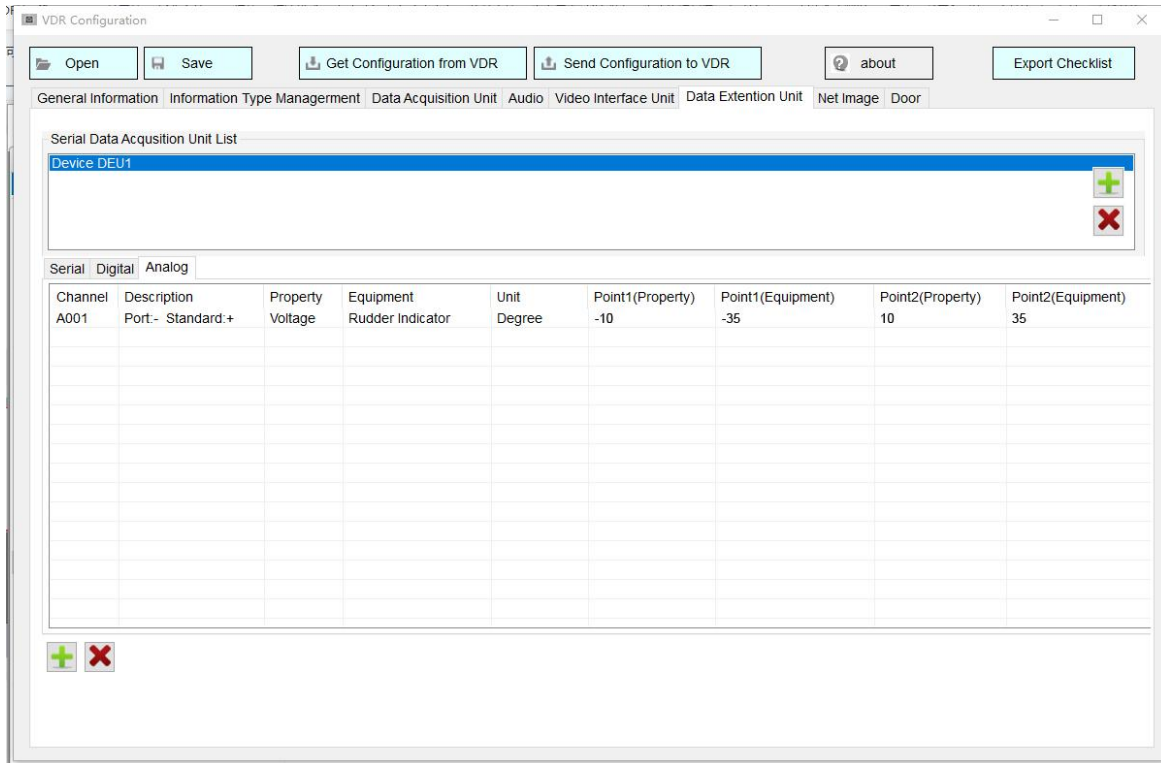 VDR Configuration
Open Save Get Configuration from VDR Send Configuration to VDR about Export Checklist
General Information Information Type Managerment Data Acquisition Unit Audio Video Interface Unit Data Extention Unit Net Image Door
Serial Data Acqusition Unit List
Device DEU1
Serial Digital Analog
Channel Description Property Equipment Unit Point1(Property) Point1(Equipment) Point2(Property) Point2(Equipment)
A001 Port:- Standard:+ Voltage Rudder Indicator Degree -10 -35 10 35